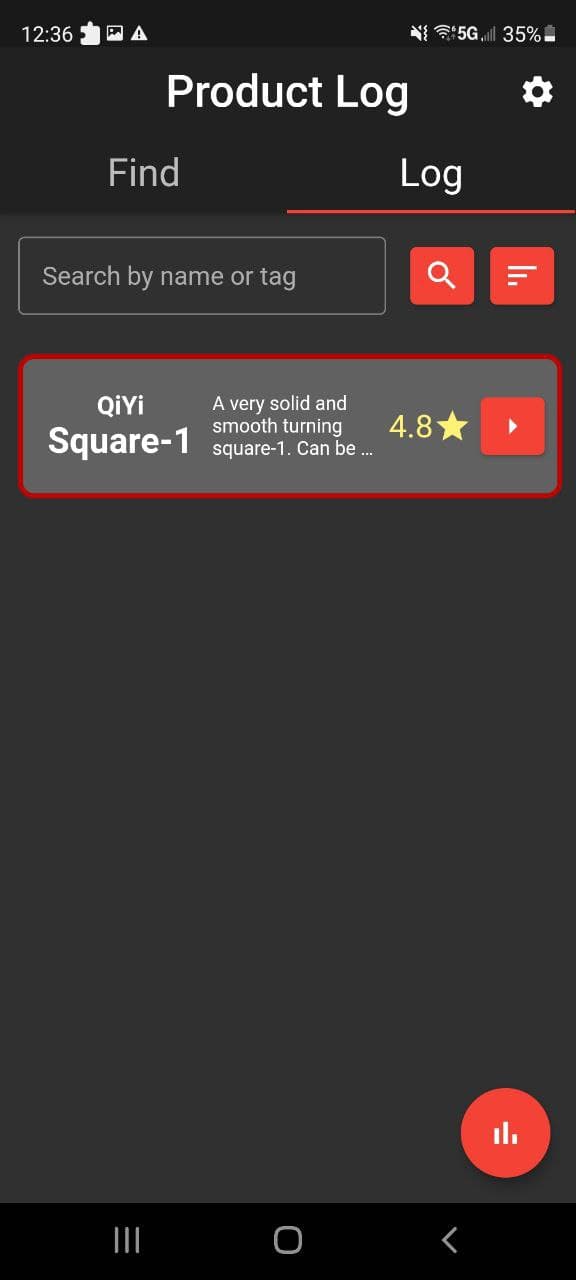 12:36 5G 35%
Product Log
Find Log
Search by name or tag
QiYi
Square-1
A very solid and
smooth turning
square-1. Can be ...
4.8